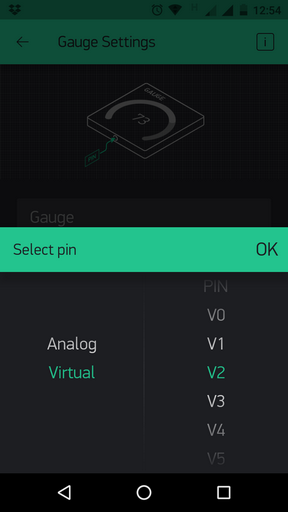 12:54
Gauge Settings
i
GAUGE
73
PIN
Gauge
Select pin OK
PIN
V0
Analog V1
Virtual V2
V3
V4
V5